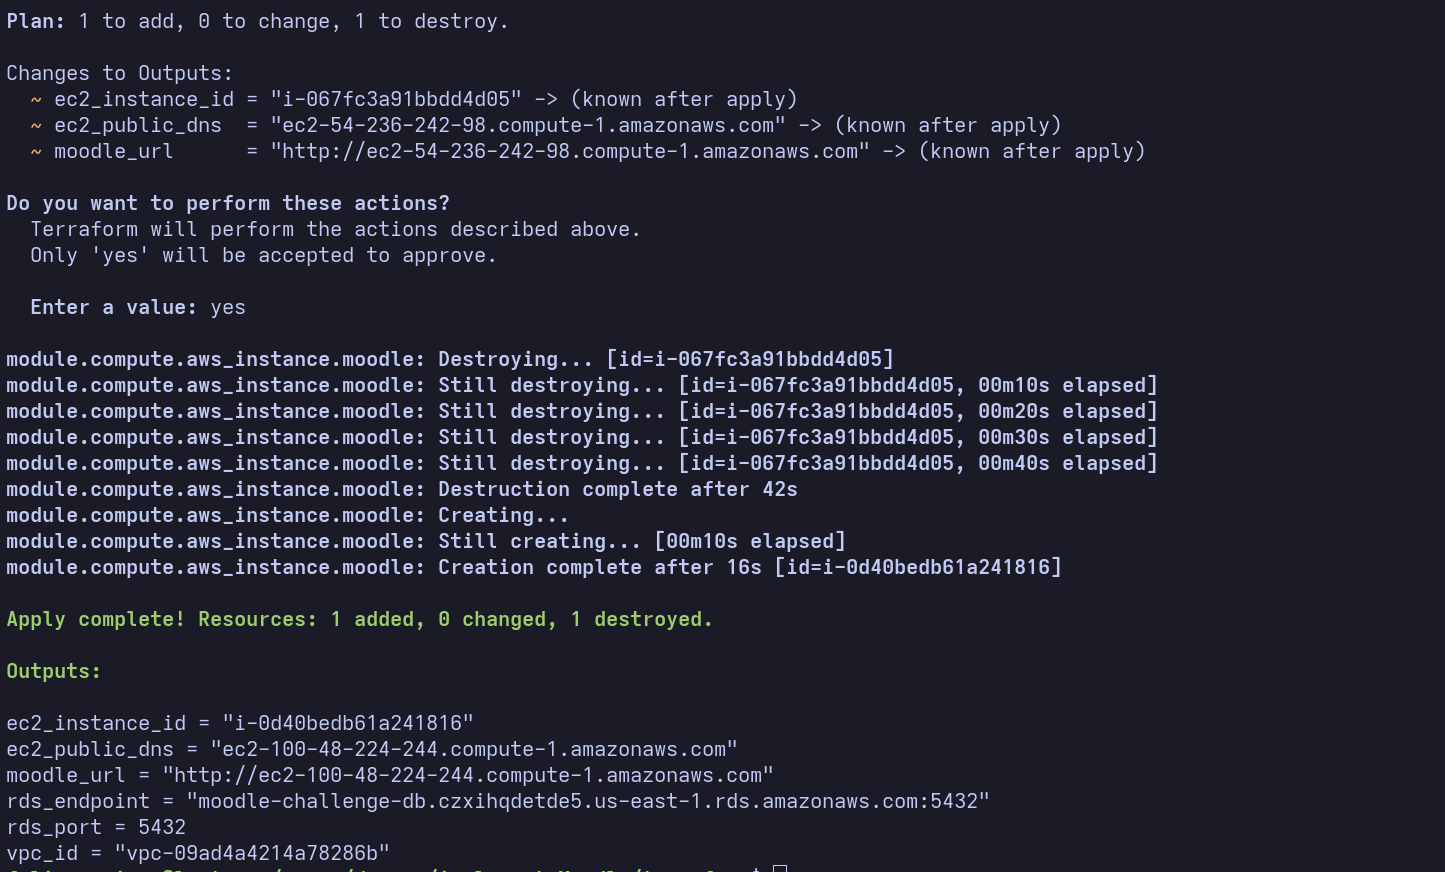 Plan: 1 to add, 0 to change, 1 to destroy.
Changes to Outputs:
  ~ ec2_instance_id = "i-067fc3a91bbdd4d05" -> (known after apply)
  ~ ec2_public_dns  = "ec2-54-236-242-98.compute-1.amazonaws.com" -> (known after apply)
  ~ moodle_url      = "http://ec2-54-236-242-98.compute-1.amazonaws.com" -> (known after apply)
Do you want to perform these actions?
  Terraform will perform the actions described above.
  Only 'yes' will be accepted to approve.
  Enter a value: yes
module.compute.aws_instance.moodle: Destroying... [id=i-067fc3a91bbdd4d05]
module.compute.aws_instance.moodle: Still destroying... [id=i-067fc3a91bbdd4d05, 00m10s elapsed]
module.compute.aws_instance.moodle: Still destroying... [id=i-067fc3a91bbdd4d05, 00m20s elapsed]
module.compute.aws_instance.moodle: Still destroying... [id=i-067fc3a91bbdd4d05, 00m30s elapsed]
module.compute.aws_instance.moodle: Still destroying... [id=i-067fc3a91bbdd4d05, 00m40s elapsed]
module.compute.aws_instance.moodle: Destruction complete after 42s
module.compute.aws_instance.moodle: Creating...
module.compute.aws_instance.moodle: Still creating... [00m10s elapsed]
module.compute.aws_instance.moodle: Creation complete after 16s [id=i-0d40bedb61a241816]
Apply complete! Resources: 1 added, 0 changed, 1 destroyed.
Outputs:
ec2_instance_id = "i-0d40bedb61a241816"
ec2_public_dns = "ec2-100-48-224-244.compute-1.amazonaws.com"
moodle_url = "http://ec2-100-48-224-244.compute-1.amazonaws.com"
rds_endpoint = "moodle-challenge-db.czxihqdetde5.us-east-1.rds.amazonaws.com:5432"
rds_port = 5432
vpc_id = "vpc-09ad4a4214a78286b"